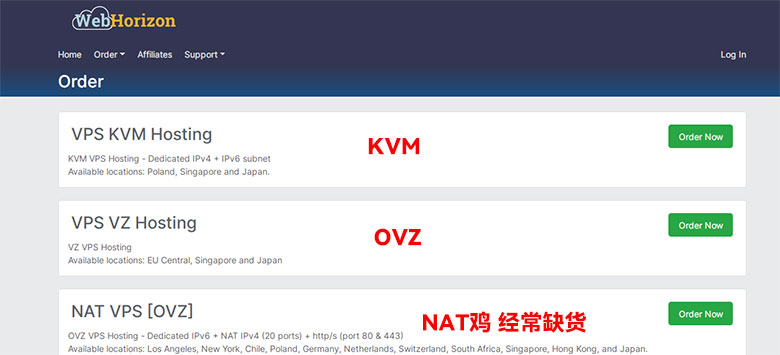 WebHorizon
Home Order Affiliates Support Log In
Order
VPS KVM Hosting
KVM
Order Now
KVM VPS Hosting - Dedicated IPv4 + IPv6 subnet
Available locations: Poland, Singapore and Japan.
VPS VZ Hosting
OVZ
Order Now
VZ VPS Hosting
Available locations: EU Central, Singapore and Japan
NAT VPS [OVZ]
NAT鸡 经常缺货
Order Now
OVZ VPS Hosting - Dedicated IPv6 + NAT IPv4 (20 ports) + http/s (port 80 & 443)
Available locations: Los Angeles, New York, Chile, Poland, Germany, Netherlands, Switzerland, South Africa, Singapore, Hong Kong, and Japan.